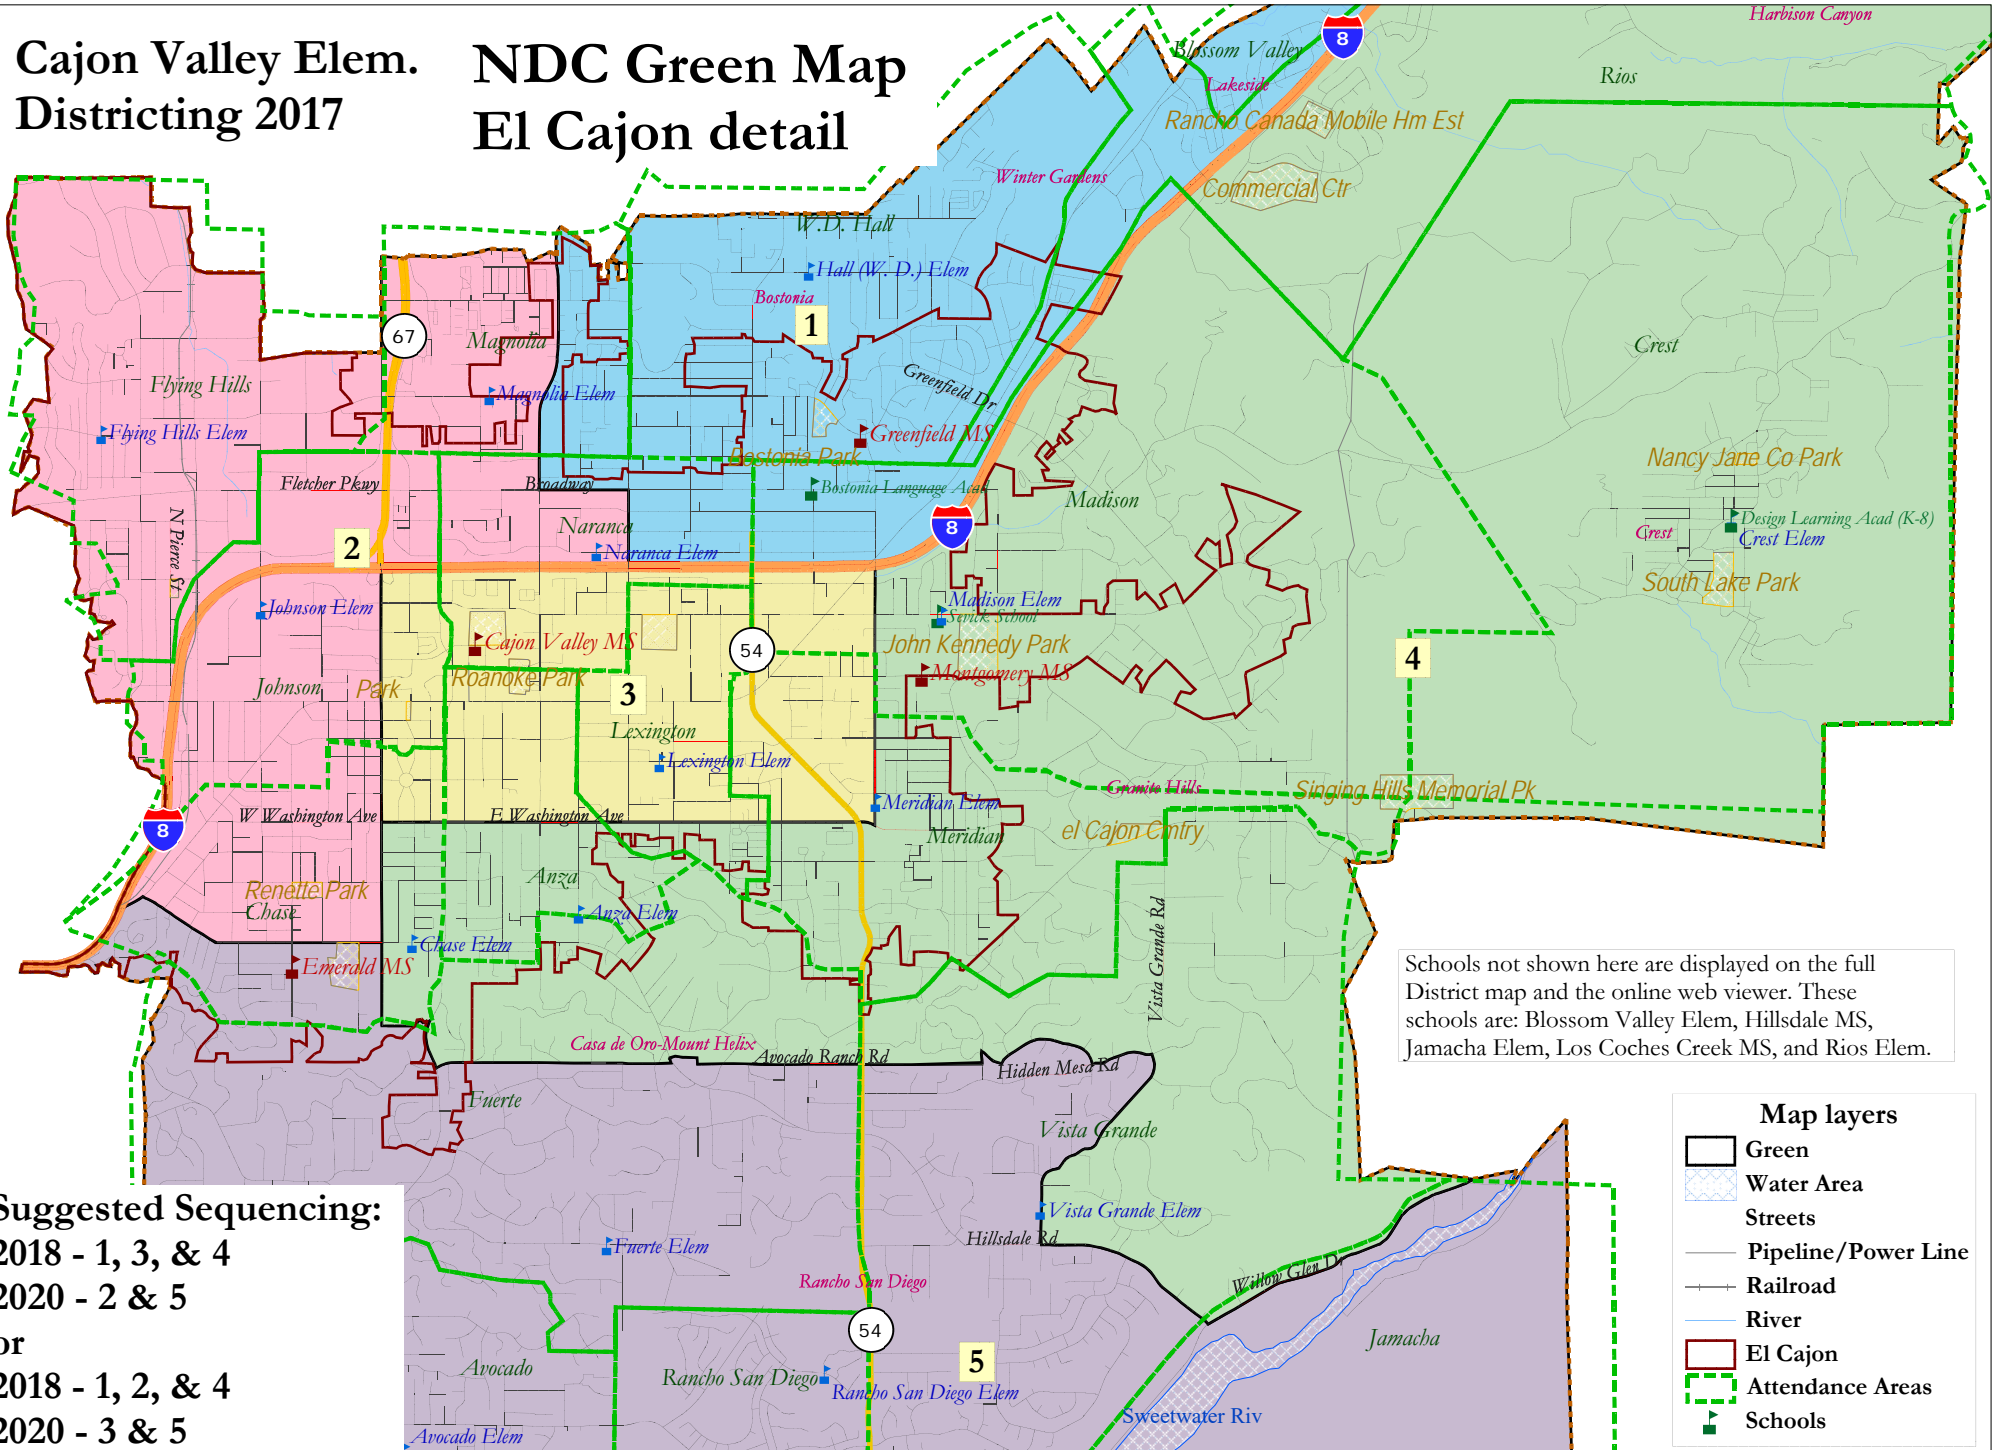 Cajon Valley Elem.
Districting 2017
NDC Green Map
El Cajon detail
Harbison Canyon
8
Blossom Valley
Lakeside
Rios
Rancho Canada Mobile Hm Est
Winter Gardens
Commercial Ctr
W.D. Hall
Hall (W. D.) Elem
Bostonia
1
67
Magnolia
Crest
Flying Hills
Magnolia Elem
Greenfield Dr
Flying Hills Elem
Greenfield MS
Bostonia Park
Nancy Jane Co Park
Fletcher Pkwy
Broadway
Bostonia Language Acad
Madison
N Pierce St
Naranca
8
Design Learning Acad (K-8)
Crest
Crest Elem
2
Naranca Elem
South Lake Park
Johnson Elem
Madison Elem
Sevick School
Cajon Valley MS
54
John Kennedy Park
4
Montgomery MS
Johnson
Park
Roanoke Park
3
Lexington
Lexington Elem
Granite Hills
Singing Hills Memorial Pk
Meridian Elem
8
W Washington Ave
E Washington Ave
Meridian
el Cajon Cmtry
Anza
Renette Park
Chase
Anza Elem
Chase Elem
Emerald MS
Vista Grande Rd
Schools not shown here are displayed on the full
District map and the online web viewer. These
schools are: Blossom Valley Elem, Hillsdale MS,
Jamacha Elem, Los Coches Creek MS, and Rios Elem.
Casa de Oro-Mount Helix
Avocado Ranch Rd
Hidden Mesa Rd
Fuerte
Vista Grande
Vista Grande Elem
Hillsdale Rd
Fuerte Elem
Rancho San Diego
Willow Glen Dr
54
5
Jamacha
Avocado
Rancho San Diego
Rancho San Diego Elem
Sweetwater Riv
Avocado Elem
Suggested Sequencing:
2018 - 1, 3, & 4
2020 - 2 & 5
or
2018 - 1, 2, & 4
2020 - 3 & 5
Map layers
Green
Water Area
Streets
Pipeline/Power Line
Railroad
River
El Cajon
Attendance Areas
Schools